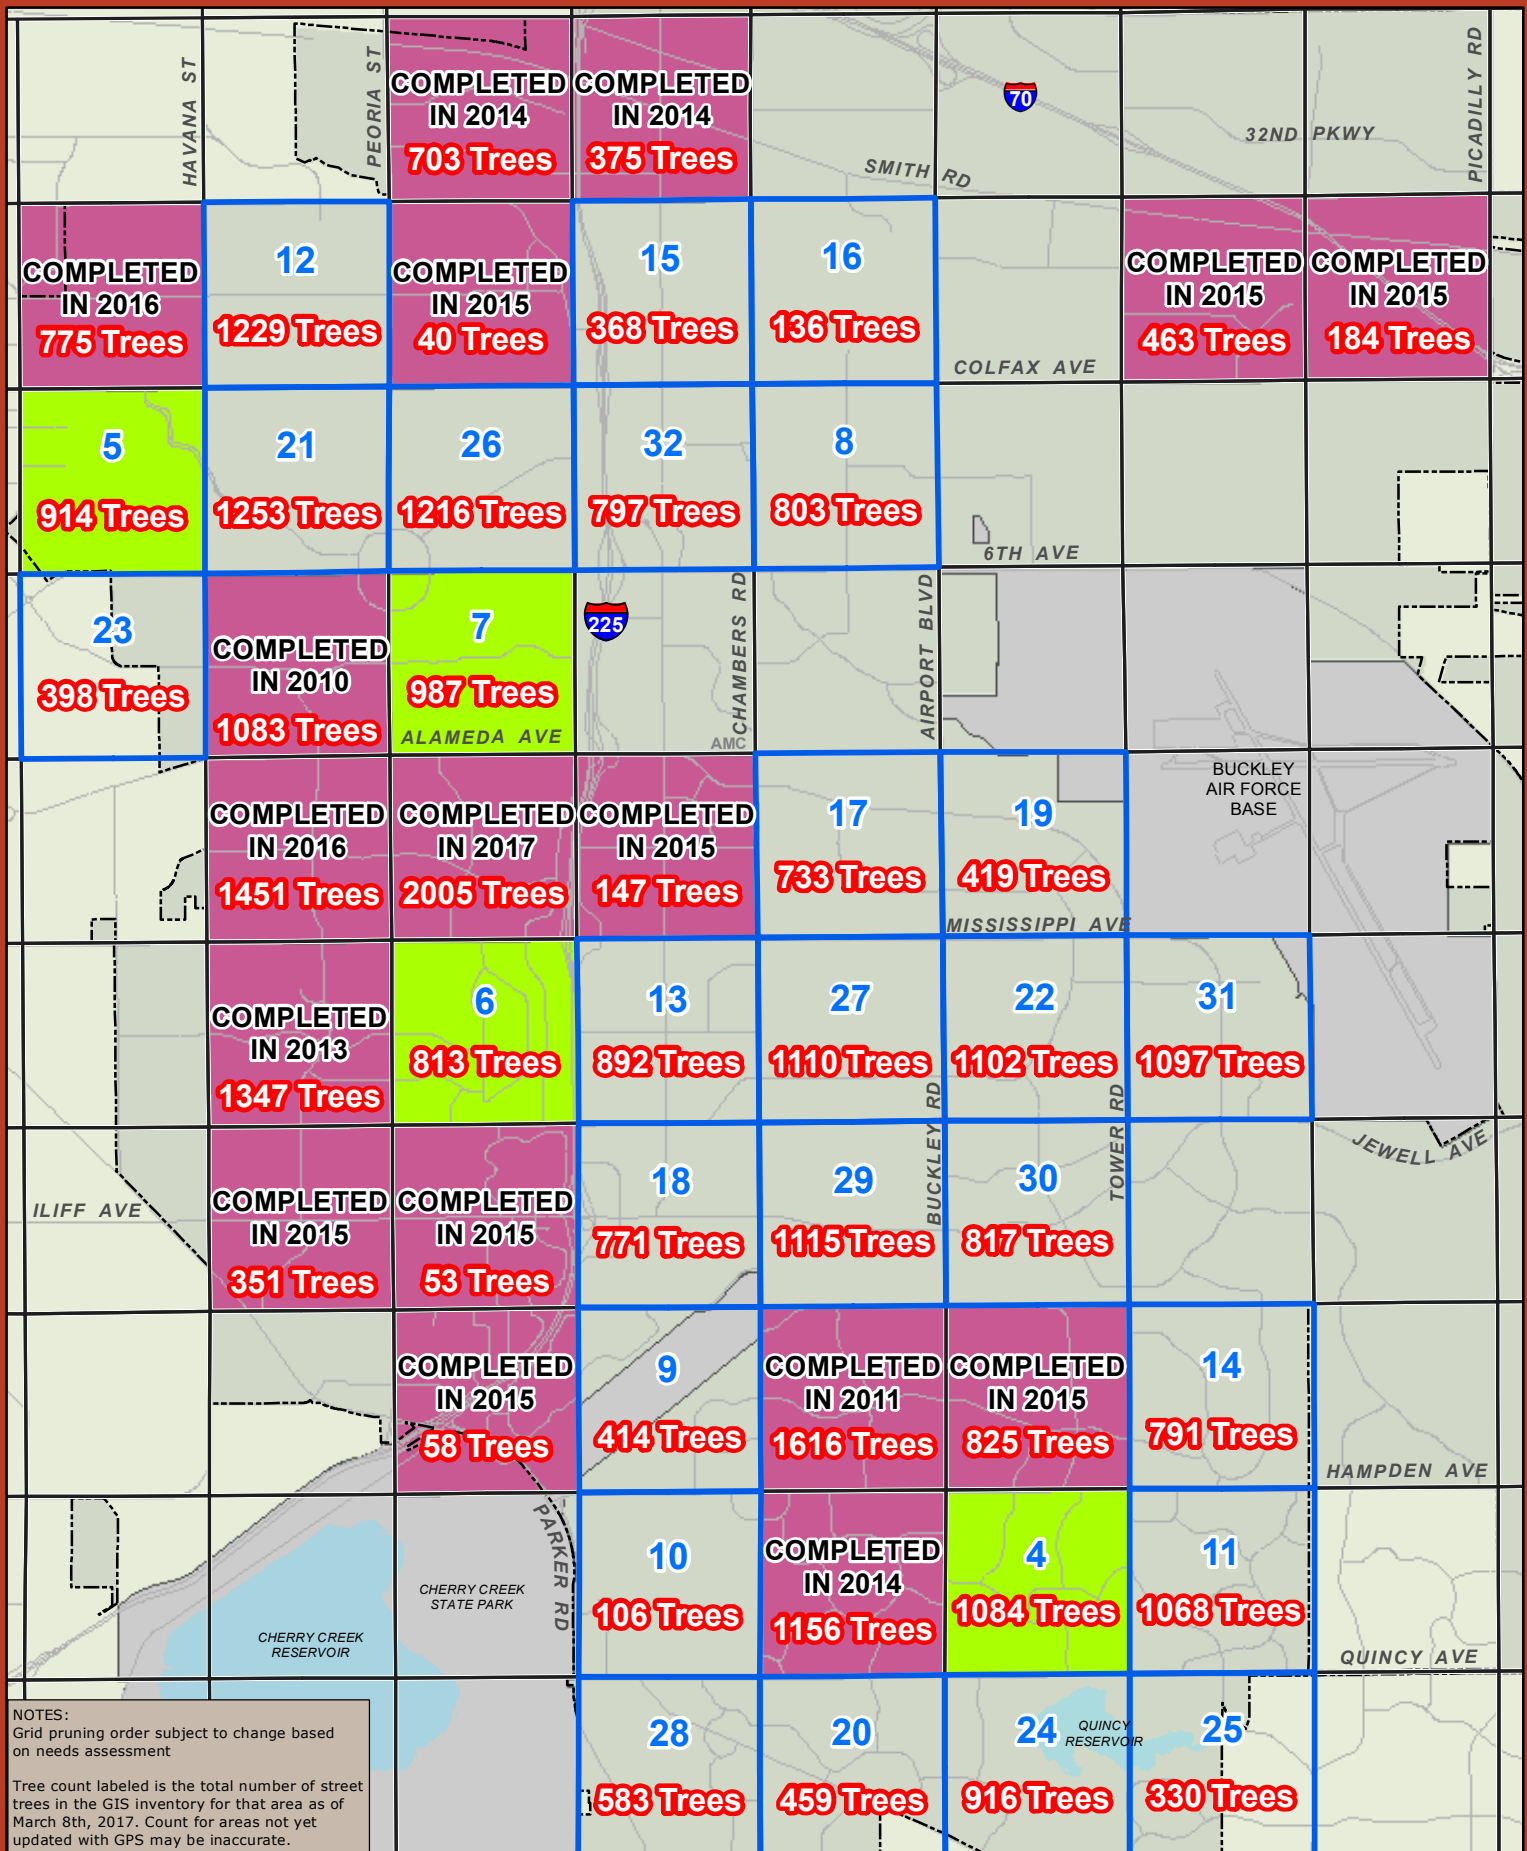 HAVANA ST
PEORIA ST
COMPLETED
IN 2014
703 Trees
COMPLETED
IN 2014
375 Trees
70
SMITH RD
32ND PKWY
PICADILLY RD
COMPLETED
IN 2016
775 Trees
12
1229 Trees
COMPLETED
IN 2015
40 Trees
15
368 Trees
16
136 Trees
COLFAX AVE
COMPLETED
IN 2015
463 Trees
COMPLETED
IN 2015
184 Trees
5
914 Trees
21
1253 Trees
26
1216 Trees
32
797 Trees
8
803 Trees
6TH AVE
23
398 Trees
COMPLETED
IN 2010
1083 Trees
7
987 Trees
ALAMEDA AVE
225
CHAMBERS RD
AMC
AIRPORT BLVD
COMPLETED
IN 2016
1451 Trees
COMPLETED
IN 2017
2005 Trees
COMPLETED
IN 2015
147 Trees
17
733 Trees
19
419 Trees
MISSISSIPPI AVE
BUCKLEY
AIR FORCE
BASE
COMPLETED
IN 2013
1347 Trees
6
813 Trees
13
892 Trees
27
1110 Trees
22
1102 Trees
31
1097 Trees
BUCKLEY RD
TOWER RD
JEWELL AVE
ILIFF AVE
COMPLETED
IN 2015
351 Trees
COMPLETED
IN 2015
53 Trees
18
771 Trees
29
1115 Trees
30
817 Trees
COMPLETED
IN 2015
58 Trees
9
414 Trees
COMPLETED
IN 2011
1616 Trees
COMPLETED
IN 2015
825 Trees
14
791 Trees
HAMPDEN AVE
PARKER RD
CHERRY CREEK
STATE PARK
CHERRY CREEK
RESERVOIR
10
106 Trees
COMPLETED
IN 2014
1156 Trees
4
1084 Trees
11
1068 Trees
QUINCY AVE
28
583 Trees
20
459 Trees
24
916 Trees
QUINCY
RESERVOIR
25
330 Trees
NOTES:
Grid pruning order subject to change based
on needs assessment
Tree count labeled is the total number of street
trees in the GIS inventory for that area as of
March 8th, 2017. Count for areas not yet
updated with GPS may be inaccurate.